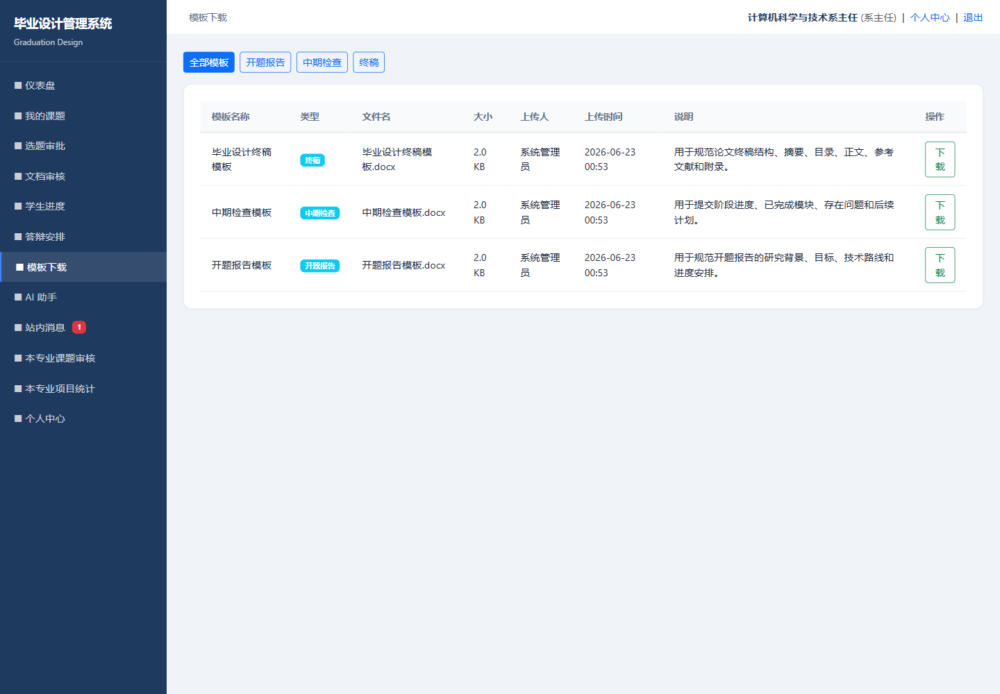 毕业设计管理系统
Graduation Design
仪表盘
我的课题
选题审批
文档审核
学生进度
答辩安排
模板下载
AI 助手
站内消息 1
本专业课题审核
本专业项目统计
个人中心
模板下载
计算机科学与技术系主任 (系主任) | 个人中心 | 退出
全部模板 开题报告 中期检查 终稿
模板名称 类型 文件名 大小 上传人 上传时间 说明 操作
毕业设计终稿
模板
终稿
毕业设计终稿模
板.docx
2.0
KB
系统管理
员
2026-06-23
00:53
用于规范论文终稿结构、摘要、目录、正文、参考
文献和附录。
下
载
中期检查模板
中期检查
中期检查模板.docx
2.0
KB
系统管理
员
2026-06-23
00:53
用于提交阶段进度、已完成模块、存在问题和后续
计划。
下
载
开题报告模板
开题报告
开题报告模板.docx
2.0
KB
系统管理
员
2026-06-23
00:53
用于规范开题报告的研究背景、目标、技术路线和
进度安排。
下
载